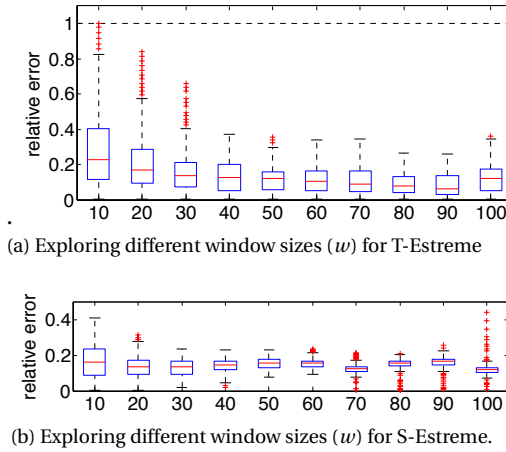 1
0.8
0.6
0.4
0.2
0
relative error
10 20 30 40 50 60 70 80 90 100
.
(a) Exploring different window sizes (w) for T-Estreme
0.4
0.2
0
relative error
10 20 30 40 50 60 70 80 90 100
(b) Exploring different window sizes (w) for S-Estreme.